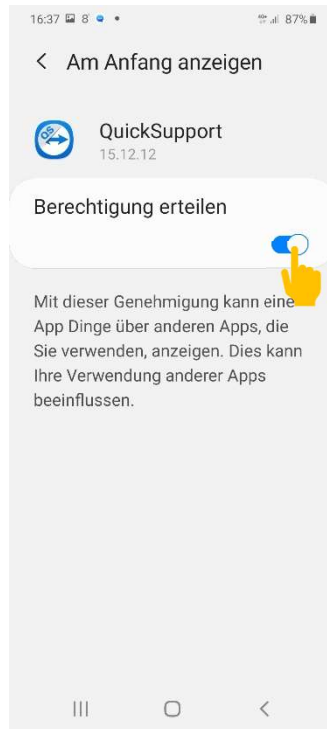 16:37 87%
Am Anfang anzeigen
QuickSupport
15.12.12
Berechtigung erteilen
Mit dieser Genehmigung kann eine
App Dinge über anderen Apps, die
Sie verwenden, anzeigen. Dies kann
Ihre Verwendung anderer Apps
beeinflussen.